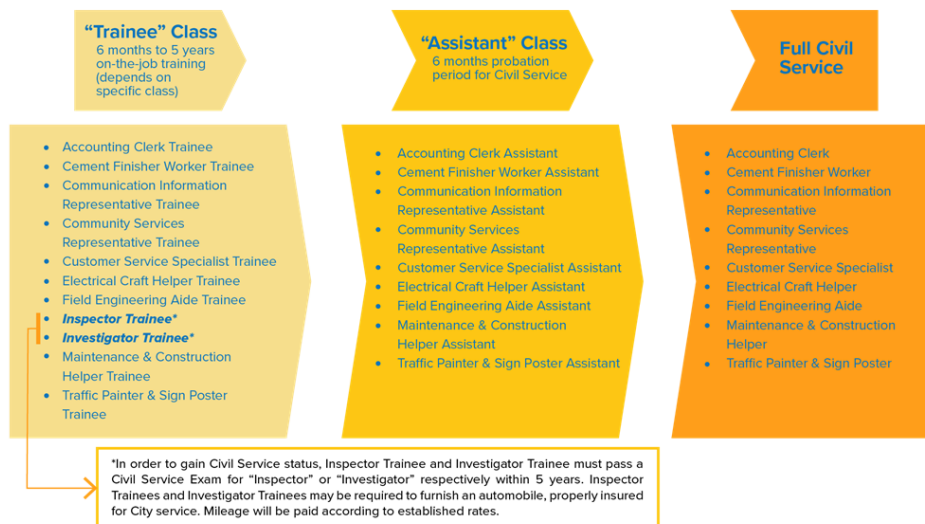 “Trainee” Class
6 months to 5 years
on-the-job training
(depends on
specific class)
“Assistant” Class
6 months probation
period for Civil Service
Full Civil
Service
• Accounting Clerk Trainee
• Cement Finisher Worker Trainee
• Communication Information
Representative Trainee
• Community Services
Representative Trainee
• Customer Service Specialist Trainee
• Electrical Craft Helper Trainee
• Field Engineering Aide Trainee
• Inspector Trainee*
• Investigator Trainee*
• Maintenance & Construction
Helper Trainee
• Traffic Painter & Sign Poster
Trainee
• Accounting Clerk Assistant
• Cement Finisher Worker Assistant
• Communication Information
Representative Assistant
• Community Services
Representative Assistant
• Customer Service Specialist Assistant
• Electrical Craft Helper Assistant
• Field Engineering Aide Assistant
• Maintenance & Construction
Helper Assistant
• Traffic Painter & Sign Poster Assistant
• Accounting Clerk
• Cement Finisher Worker
• Communication Information
Representative
• Community Services
Representative
• Customer Service Specialist
• Electrical Craft Helper
• Field Engineering Aide
• Maintenance & Construction
Helper
• Traffic Painter & Sign Poster
*In order to gain Civil Service status, Inspector Trainee and Investigator Trainee must pass a
Civil Service Exam for “Inspector” or “Investigator” respectively within 5 years. Inspector
Trainees and Investigator Trainees may be required to furnish an automobile, properly insured
for City service. Mileage will be paid according to established rates.